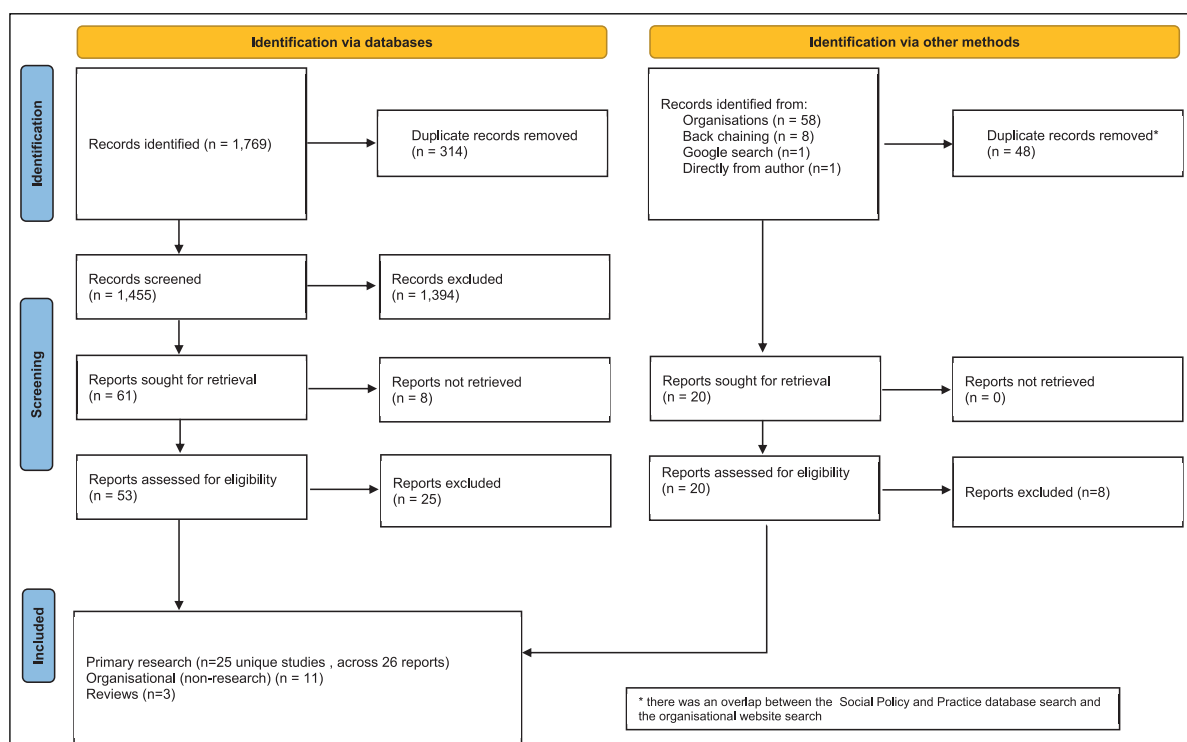 Identification via databases
Identification via other methods
Identification
Records identified (n = 1,769)
Duplicate records removed
(n = 314)
Records identified from:
Organisations (n = 58)
Back chaining (n = 8)
Google search (n=1)
Directly from author (n=1)
Duplicate records removed*
(n = 48)
Screening
Records screened
(n = 1,455)
Records excluded
(n = 1,394)
Reports sought for retrieval
(n = 61)
Reports not retrieved
(n = 8)
Reports sought for retrieval
(n = 20)
Reports not retrieved
(n = 0)
Reports assessed for eligibility
(n = 53)
Reports excluded
(n = 25)
Reports assessed for eligibility
(n = 20)
Reports excluded (n=8)
Included
Primary research (n=25 unique studies , across 26 reports)
Organisational (non-research) (n = 11)
Reviews (n=3)
* there was an overlap between the Social Policy and Practice database search and
the organisational website search